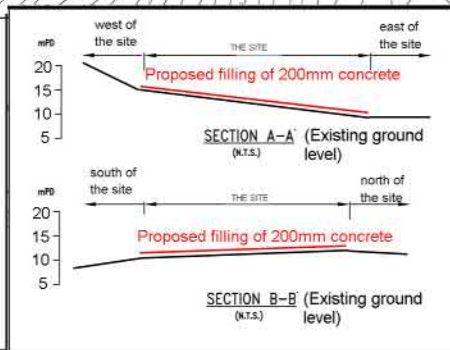 west of
the site
THE SITE
east of
the site
mPD
20
15
10
5
Proposed filling of 200mm concrete
SECTION A-A' (Existing ground
(N.T.S.) level)
south of
the site
THE SITE
north of
the site
mPD
20
15
10
5
Proposed filling of 200mm concrete
SECTION B-B' (Existing ground
(N.T.S.) level)